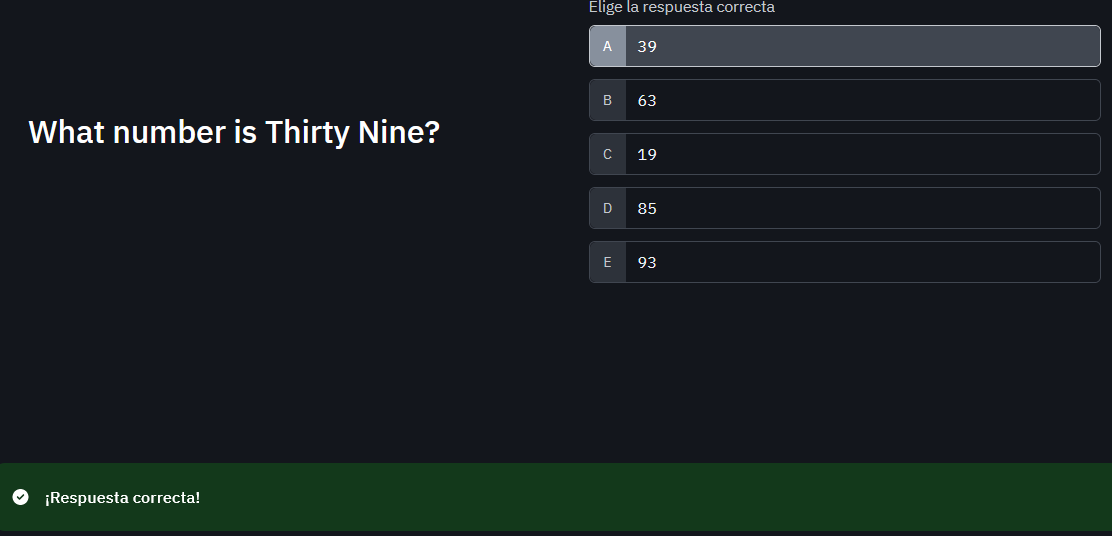 What number is Thirty Nine?
Elige la respuesta correcta
A 39
B 63
C 19
D 85
E 93
¡Respuesta correcta!